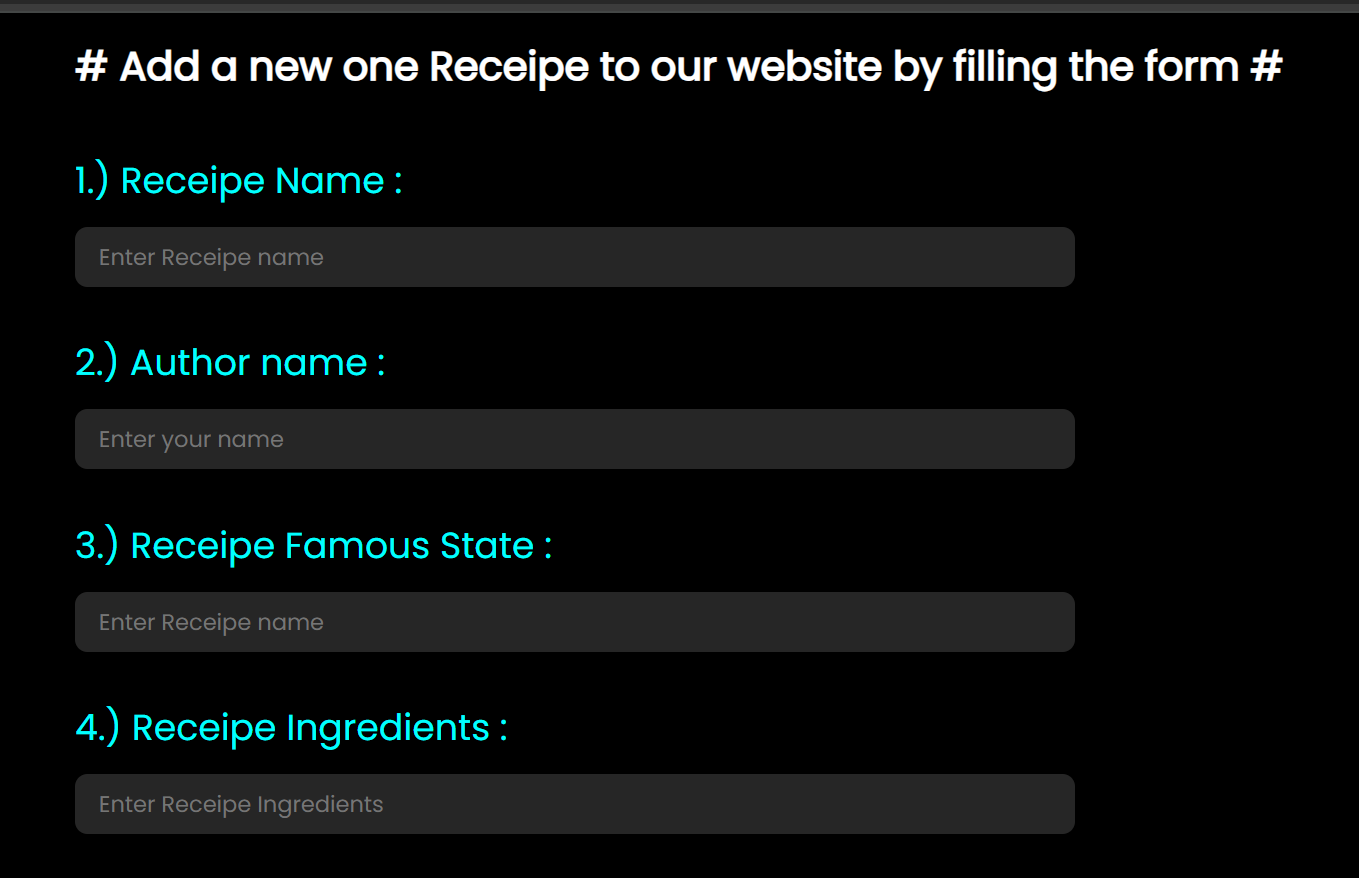 # Add a new one Receipe to our website by filling the form #
1.) Receipe Name :
Enter Receipe name
2.) Author name :
Enter your name
3.) Receipe Famous State :
Enter Receipe name
4.) Receipe Ingredients :
Enter Receipe Ingredients